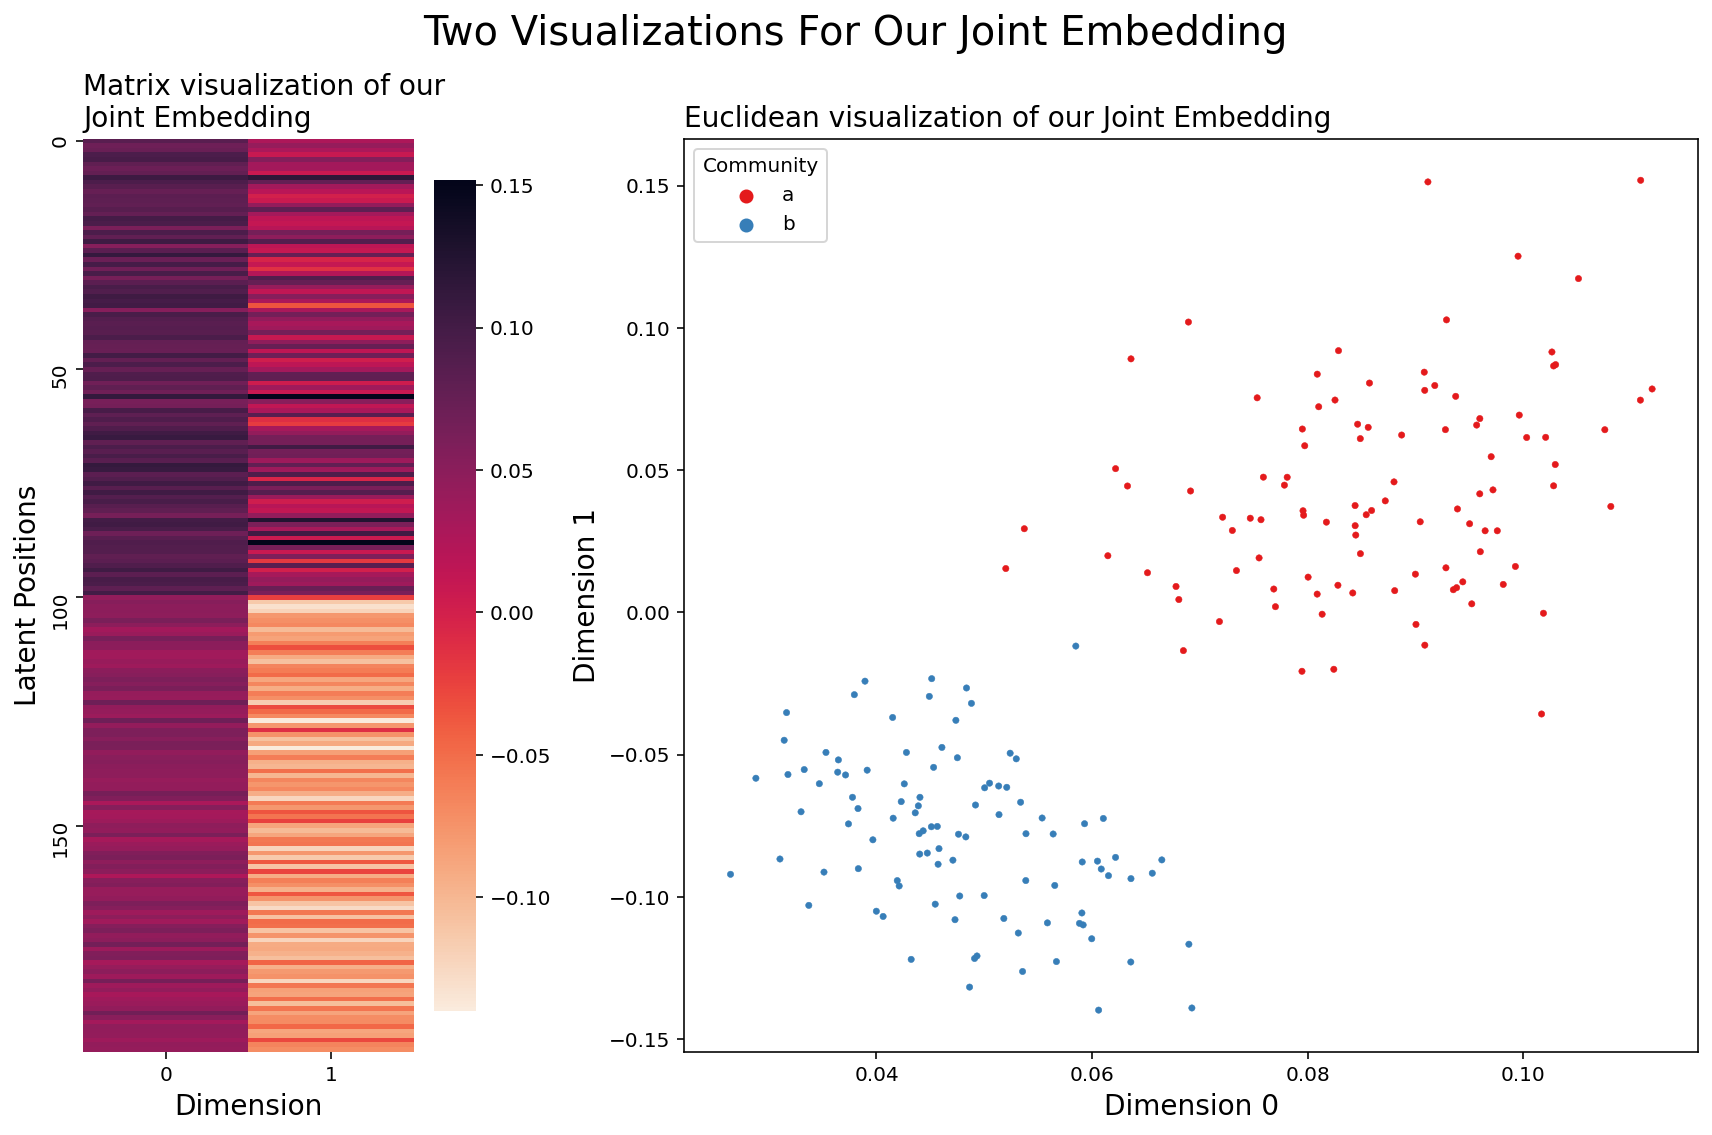 Two Visualizations For Our Joint Embedding
Matrix visualization of our
Joint Embedding
0
50
100
150
Latent Positions
0
1
Dimension
0.15
0.10
0.05
0.00
−0.05
−0.10
Euclidean visualization of our Joint Embedding
Community
a
b
0.15
0.10
0.05
0.00
−0.05
−0.10
−0.15
Dimension 1
0.04
0.06
0.08
0.10
Dimension 0